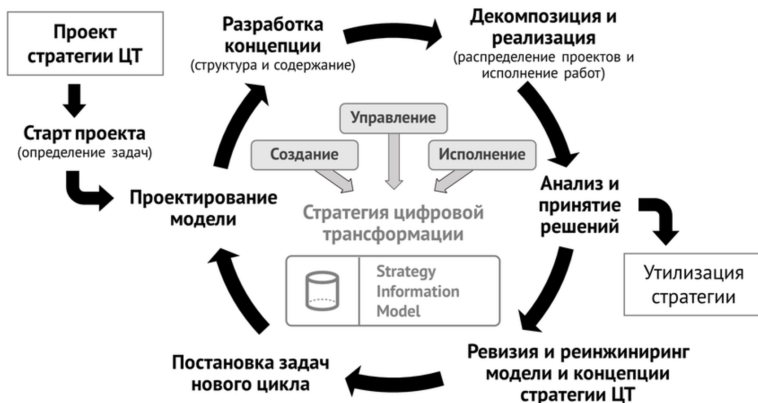 Проект
стратегии ЦТ
Старт проекта
(определение задач)
Проектирование
модели
Разработка
концепции
(структура и содержание)
Декомпозиция и
реализация
(распределение проектов и
исполнение работ)
Анализ и
принятие
решений
Утилизация
стратегии
Ревизия и реинжиниринг
модели и концепции
стратегии ЦТ
Постановка задач
нового цикла
Управление
Создание
Исполнение
Стратегия цифровой
трансформации
Strategy
Information
Model